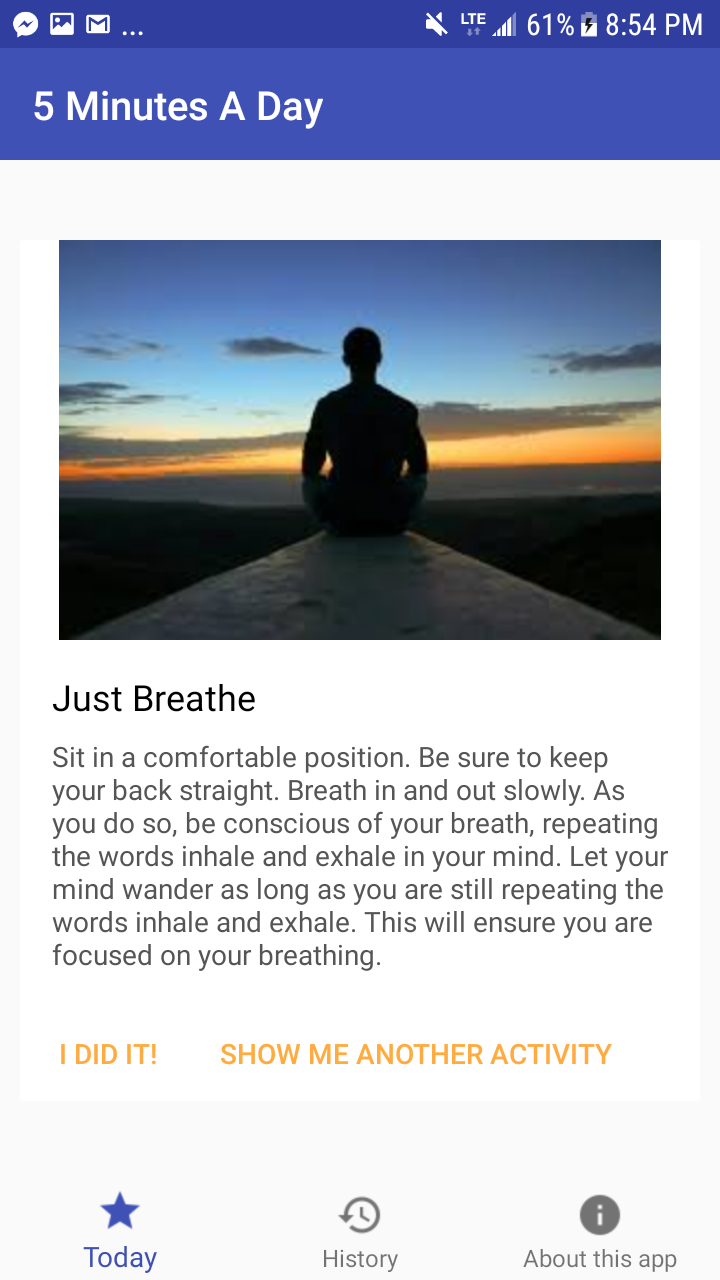 ... LTE 61% 8:54 PM
5 Minutes A Day
Just Breathe
Sit in a comfortable position. Be sure to keep
your back straight. Breath in and out slowly. As
you do so, be conscious of your breath, repeating
the words inhale and exhale in your mind. Let your
mind wander as long as you are still repeating the
words inhale and exhale. This will ensure you are
focused on your breathing.
I DID IT! SHOW ME ANOTHER ACTIVITY
Today History About this app